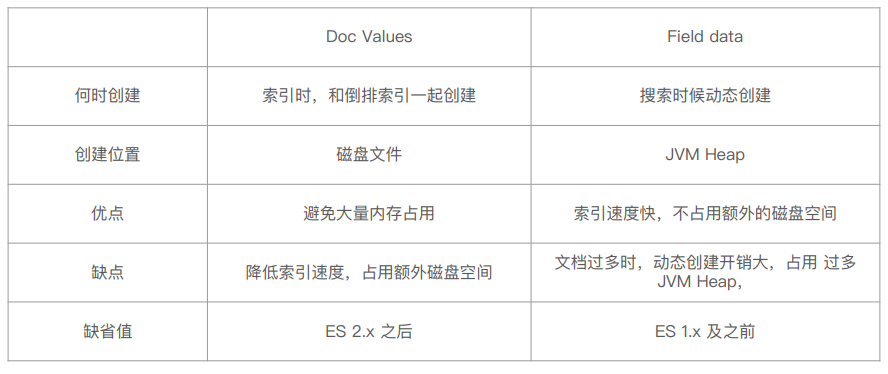 Doc Values
Field data
何时创建
索引时，和倒排索引一起创建
搜索时候动态创建
创建位置
磁盘文件
JVM Heap
优点
避免大量内存占用
索引速度快，不占用额外的磁盘空间
缺点
降低索引速度，占用额外磁盘空间
文档过多时，动态创建开销大，占用 过多
JVM Heap，
缺省值
ES 2.x 之后
ES 1.x 及之前